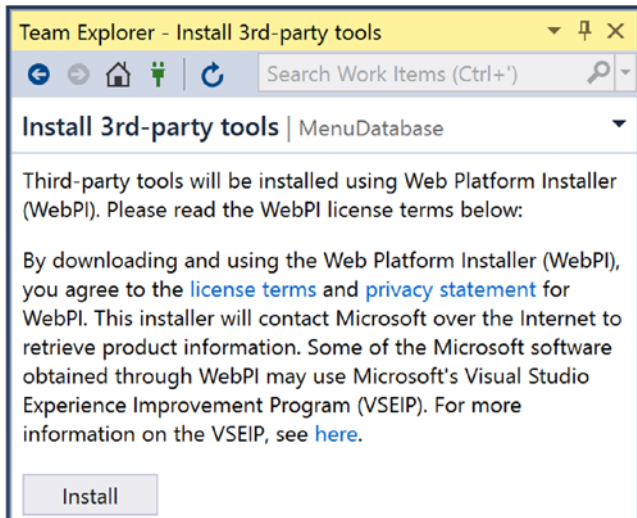 Team Explorer - Install 3rd-party tools
Search Work Items (Ctrl+')
Install 3rd-party tools | MenuDatabase
Third-party tools will be installed using Web Platform Installer
(WebPI). Please read the WebPI license terms below:
By downloading and using the Web Platform Installer (WebPI),
you agree to the license terms and privacy statement for
WebPI. This installer will contact Microsoft over the Internet to
retrieve product information. Some of the Microsoft software
obtained through WebPI may use Microsoft's Visual Studio
Experience Improvement Program (VSEIP). For more
information on the VSEIP, see here.
Install